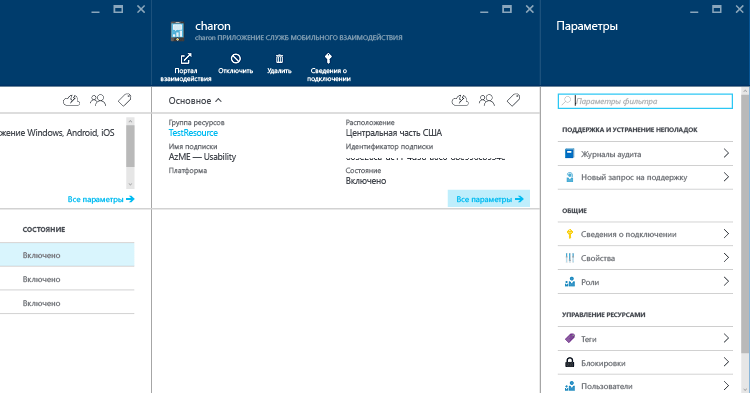 жение Windows, Android, iOS
Все параметры
СОСТОЯНИЕ
Включено
Включено
Включено
charon
charon ПРИЛОЖЕНИЕ СЛУЖБ МОБИЛЬНОГО ВЗАИМОДЕЙСТВИЯ
Портал взаимодействия
Отключить
Удалить
Сведения о подключении
Основное
Группа ресурсов
TestResource
Имя подписки
AzME — Usability
Платформа
Расположение
Центральная часть США
Идентификатор подписки
Состояние
Включено
Все параметры
Параметры
Параметры фильтра
ПОДДЕРЖКА И УСТРАНЕНИЕ НЕПОЛАДОК
Журналы аудита
Новый запрос на поддержку
ОБЩИЕ
Сведения о подключении
Свойства
Роли
УПРАВЛЕНИЕ РЕСУРСАМИ
Теги
Блокировки
Пользователи